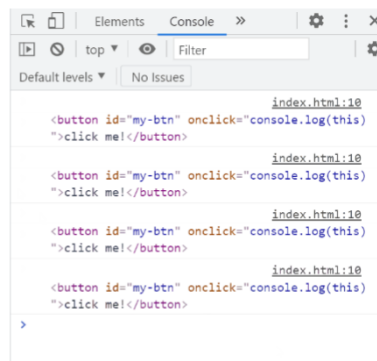 Elements Console »
top ▼ Filter
Default levels ▼ No Issues
index.html:10
<button id="my-btn" onclick="console.log(this)
">click me!</button>
index.html:10
<button id="my-btn" onclick="console.log(this)
">click me!</button>
index.html:10
<button id="my-btn" onclick="console.log(this)
">click me!</button>
index.html:10
<button id="my-btn" onclick="console.log(this)
">click me!</button>
>